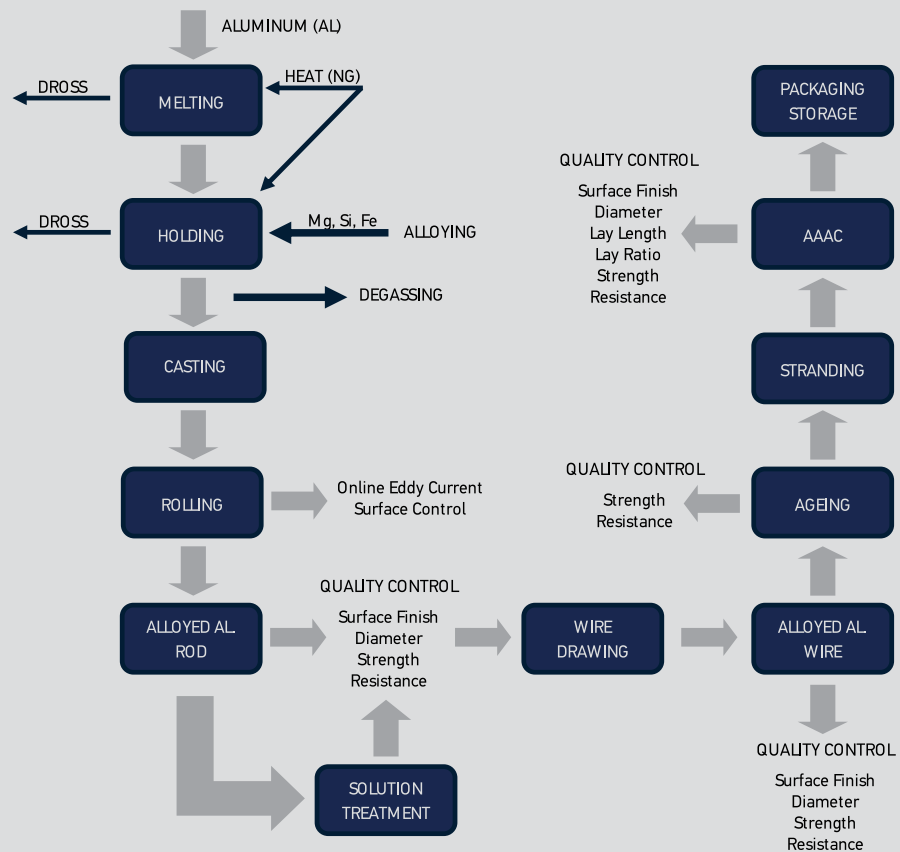 ALUMINUM (AL)
DROSS
HEAT (NG)
MELTING
DROSS
HOLDING
Mg, Si, Fe
ALLOYING
DEGASSING
CASTING
ROLLING
Online Eddy Current
Surface Control
ALLOYED AL.
ROD
QUALITY CONTROL
Surface Finish
Diameter
Strength
Resistance
SOLUTION
TREATMENT
WIRE
DRAWING
ALLOYED AL.
WIRE
QUALITY CONTROL
Surface Finish
Diameter
Strength
Resistance
AGEING
QUALITY CONTROL
Strength
Resistance
STRANDING
AAAC
QUALITY CONTROL
Surface Finish
Diameter
Lay Length
Lay Ratio
Strength
Resistance
PACKAGING
STORAGE